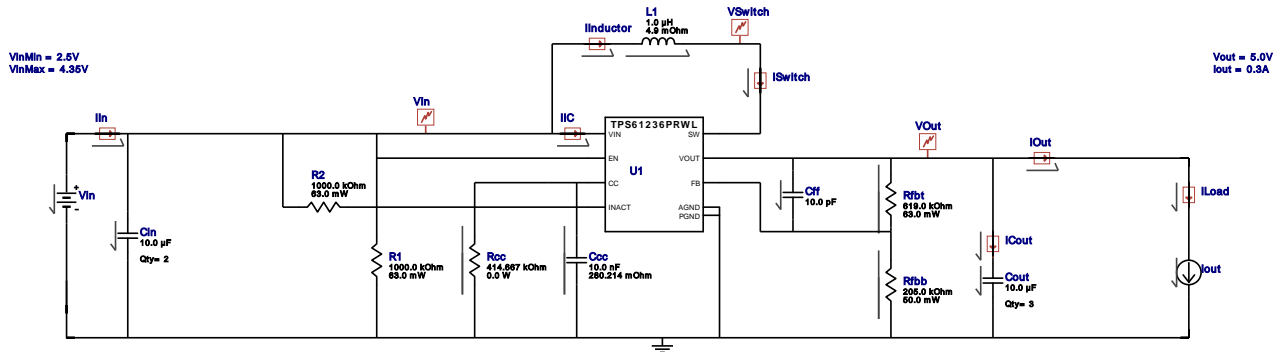 L1
1.0 µH
4.9 mOhm
VSwitch
IInductor
VinMin = 2.5V
VinMax = 4.35V
Vout = 5.0V
Iout = 0.3A
ISwitch
Vin
IIn
IIC
TPS61236PRWL
VIN
SW
VOut
IOut
EN
VOUT
U1
CC
FB
INACT
AGND
PGND
R2
1000.0 kOhm
63.0 mW
Vin
+
-
Cff
10.0 pF
Rfbt
619.0 kOhm
63.0 mW
ILoad
Cin
10.0 µF
Qty= 2
R1
1000.0 kOhm
63.0 mW
Rcc
414.667 kOhm
0.0 W
Ccc
10.0 nF
280.214 mOhm
ICout
Rfbb
205.0 kOhm
50.0 mW
Cout
10.0 µF
Qty= 3
Iout